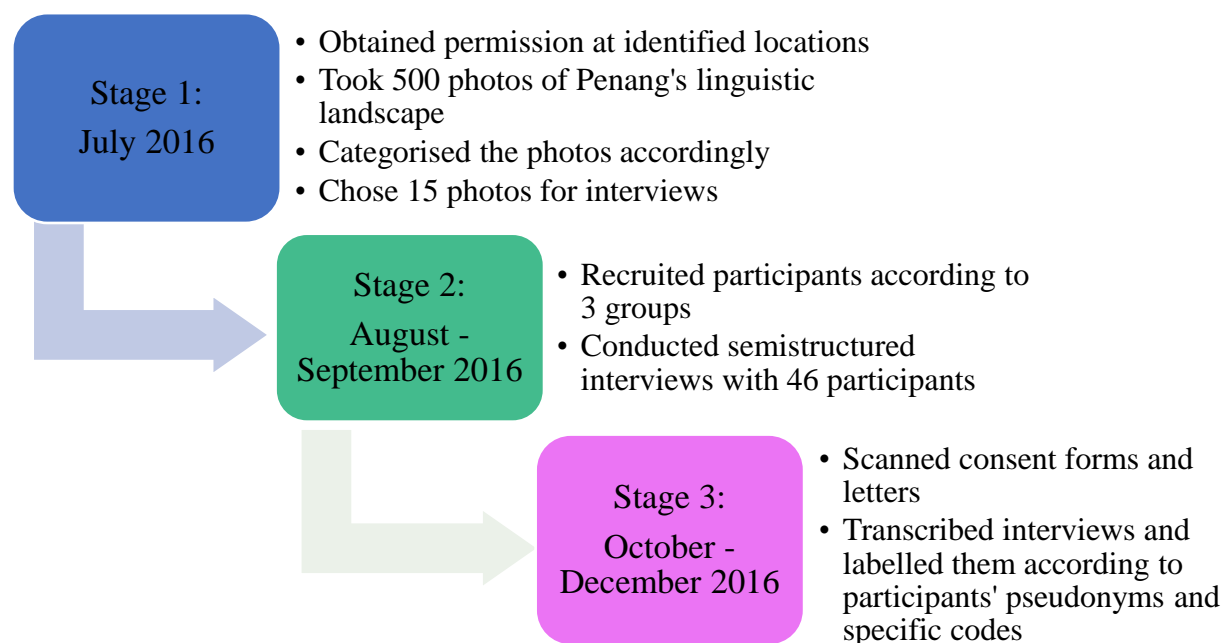 Stage 1:
July 2016
• Obtained permission at identified locations
• Took 500 photos of Penang's linguistic
landscape
• Categorised the photos accordingly
• Chose 15 photos for interviews
Stage 2:
August -
September 2016
• Recruited participants according to
3 groups
• Conducted semistructured
interviews with 46 participants
Stage 3:
October -
December 2016
• Scanned consent forms and
letters
• Transcribed interviews and
labelled them according to
participants' pseudonyms and
specific codes